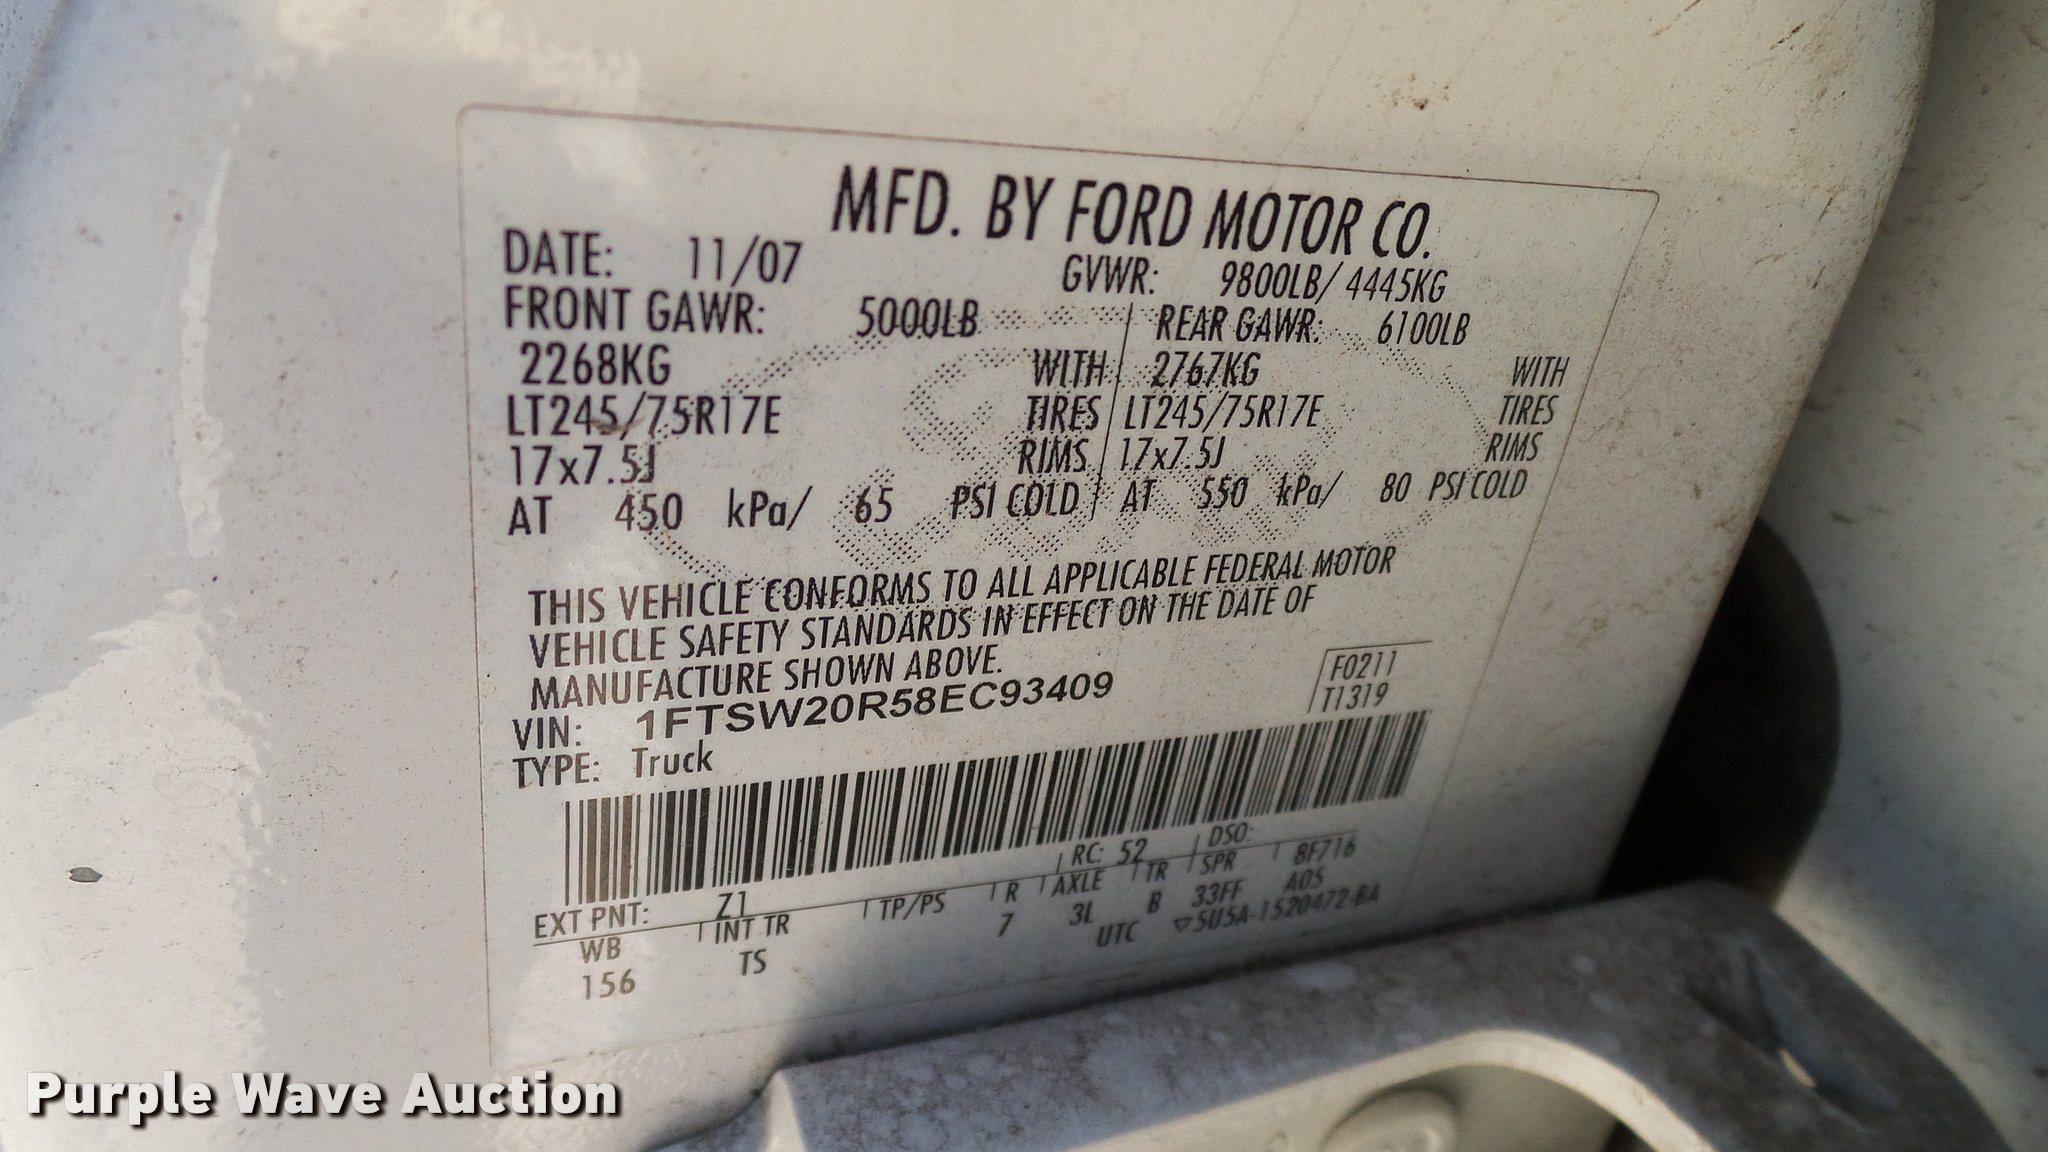 MFD. BY FORD MOTOR CO.
DATE: 11/07 GVWR: 9800LB/ 4445KG
FRONT GAWR: 5000LB REAR GAWR: 6100LB
2268KG WITH 2767KG WITH
LT245/75R17E TIRES LT245/75R17E TIRES
17x7.5J RIMS 17x7.5J RIMS
AT 450 kPa/ 65 PSI COLD AT 550 kPa/ 80 PSI COLD
THIS VEHICLE CONFORMS TO ALL APPLICABLE FEDERAL MOTOR
VEHICLE SAFETY STANDARDS IN EFFECT ON THE DATE OF
MANUFACTURE SHOWN ABOVE.
F0211
VIN: 1FTSW20R58EC93409
T1319
TYPE: Truck
EXT PNT: Z1 RC: 52 DSO:
WB INT TR TP/PS R AXLE TR SPR 8F716
156 TS 7 3L B 33FF A05
UTC ▽5U5A-1520472-BA
Purple Wave Auction